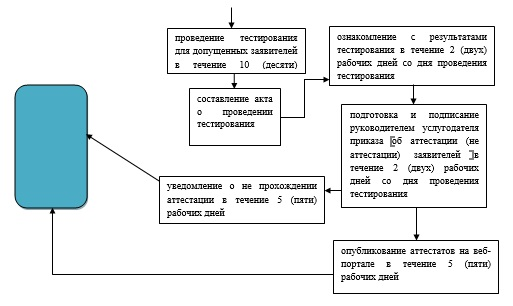 проведение тестирования
для допущенных заявителей
в течение 10 (десяти)
ознакомление с результатами
тестирования в течение 2 (двух)
рабочих дней со дня проведения
тестирования
составление акта
о проведении
тестирования
подготовка и подписание
руководителем услугодателя
приказа об аттестации (не
аттестации) заявителей в
течение 2 (двух) рабочих
дней со дня проведения
тестирования
уведомление о не прохождении
аттестации в течение 5 (пяти)
рабочих дней
опубликование аттестатов на веб-
портале в течение 5 (пяти)
рабочих дней